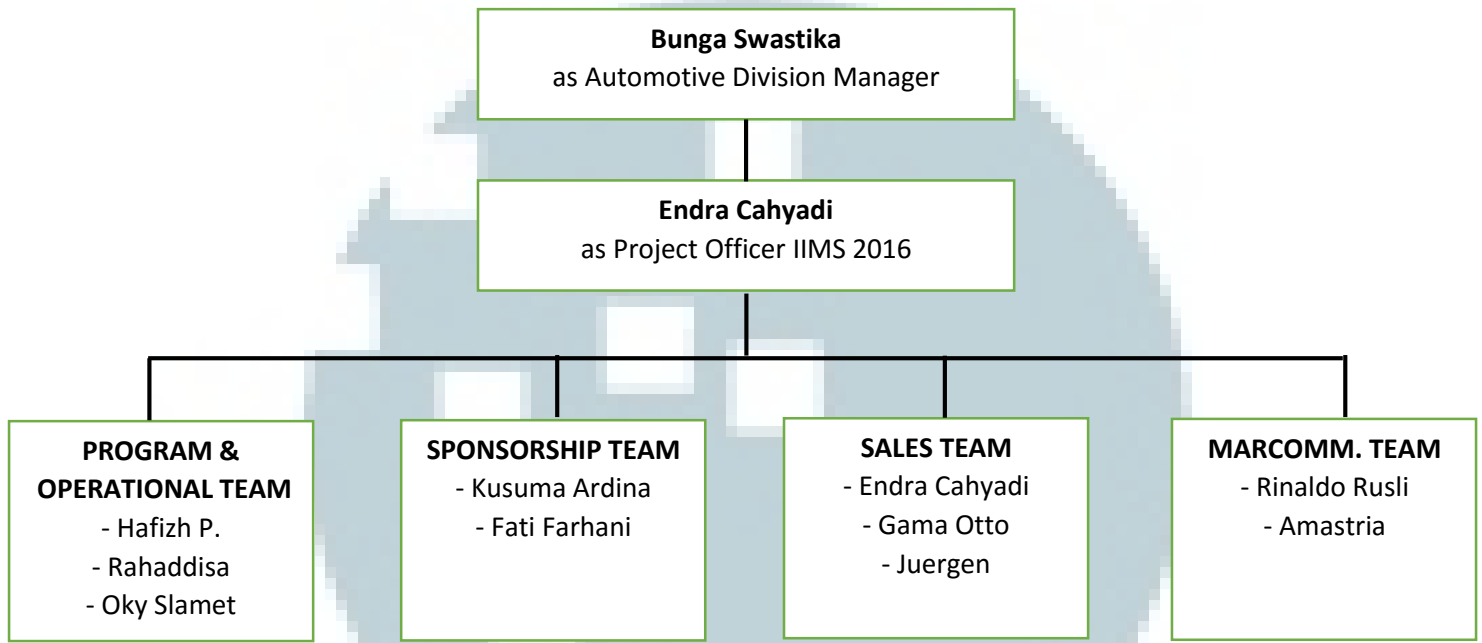 Bunga Swastika
as Automotive Division Manager
Endra Cahyadi
as Project Officer IIMS 2016
PROGRAM &
OPERATIONAL TEAM
- Hafizh P.
- Rahaddisa
- Oky Slamet
SPONSORSHIP TEAM
- Kusuma Ardina
- Fati Farhani
SALES TEAM
- Endra Cahyadi
- Gama Otto
- Juergen
MARCOMM. TEAM
- Rinaldo Rusli
- Amastria